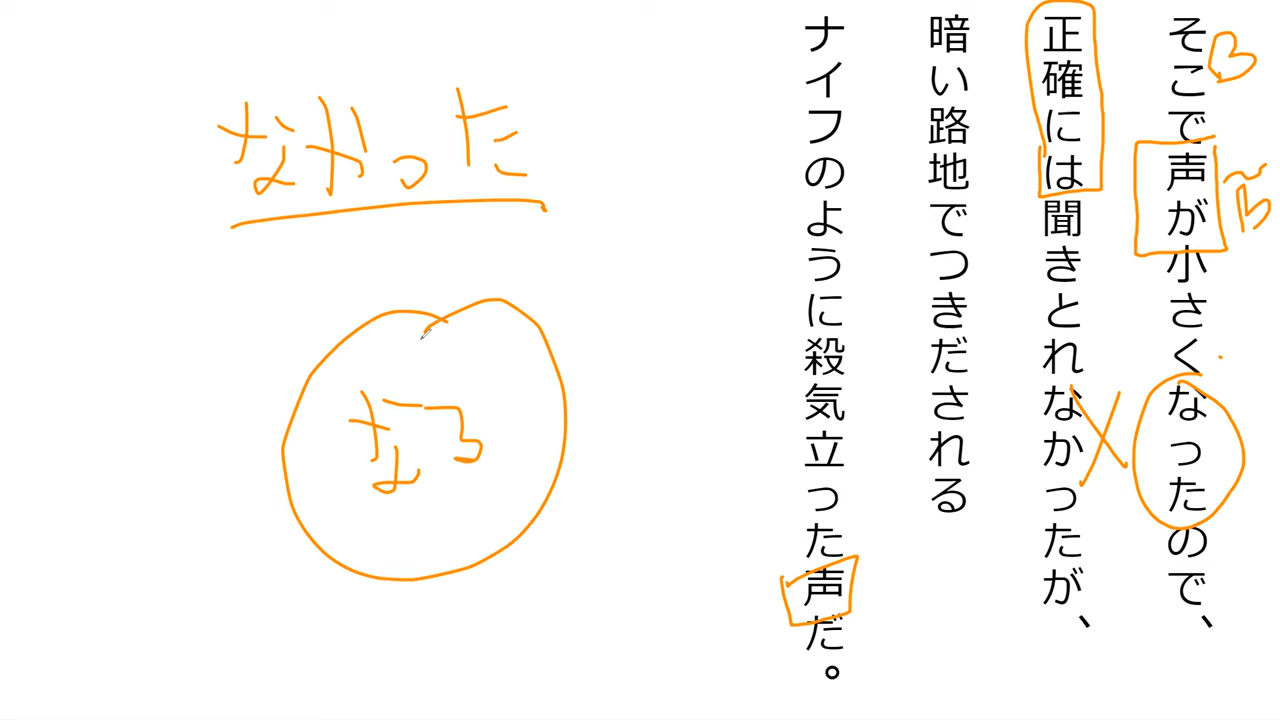 そこで声が小さくなったので、
正確には聞きとれなかったが、
暗い路地でつきだされる
ナイフのように殺気立った声だ。
なかった
なる